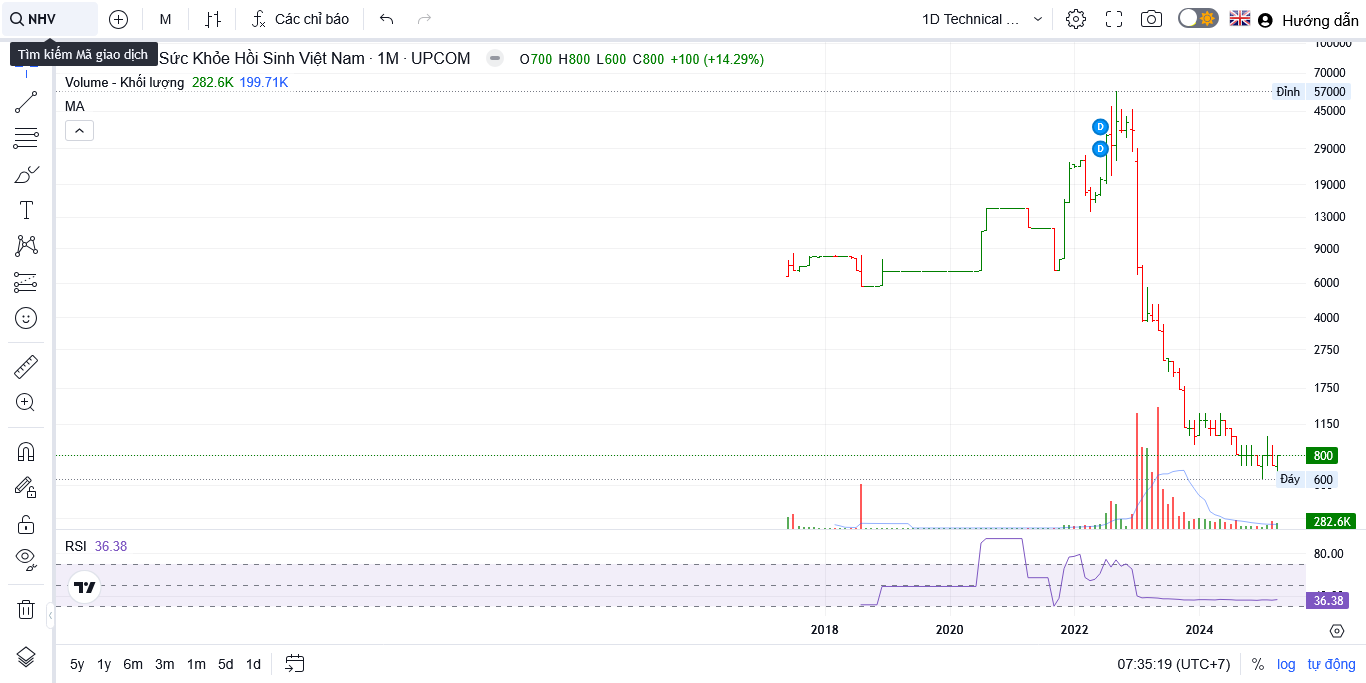 NHV
M
Các chỉ báo
1D Technical ...
Hướng dẫn
Tìm kiếm Mã giao dịch
Sức Khỏe Hồi Sinh Việt Nam · 1M · UPCOM
O700 H800 L600 C800 +100 (+14.29%)
Volume - Khối lượng 282.6K 199.71K
MA
100000
70000
Đỉnh 57000
45000
D
D
29000
19000
13000
9000
6000
4000
2750
1750
1150
800
Đáy 600
282.6K
RSI 36.38
80.00
36.38
2018 2020 2022 2024
5y 1y 6m 3m 1m 5d 1d
07:35:19 (UTC+7) % log tự động